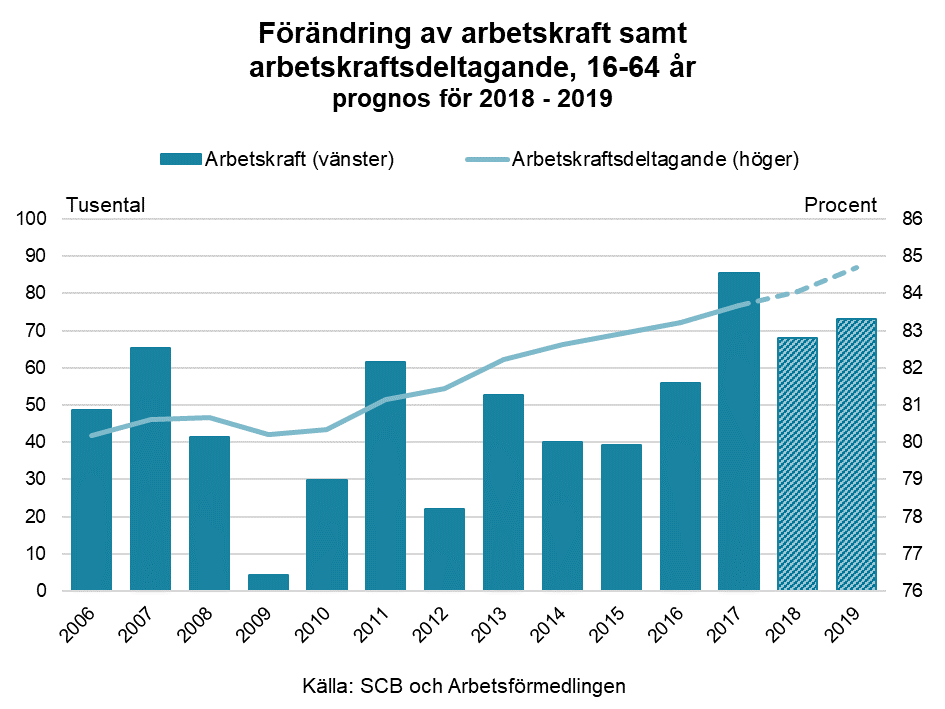 Förändring av arbetskraft samt
arbetskraftsdeltagande, 16-64 år
prognos för 2018 - 2019
Arbetskraft (vänster) Arbetskraftsdeltagande (höger)
Tusental Procent
100 86
90 85
80 84
70 83
60 82
50 81
40 80
30 79
20 78
10 77
0 76
2006 2007 2008 2009 2010 2011 2012 2013 2014 2015 2016 2017 2018 2019
Källa: SCB och Arbetsförmedlingen